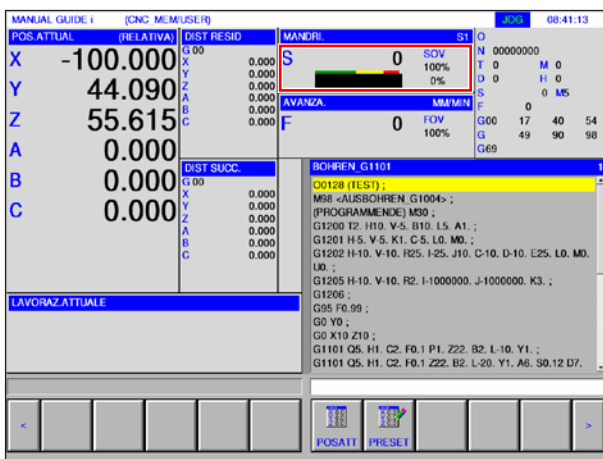 MANUAL GUIDE i (CNC_MEM/USER) JOG 08:41:13
POS.ATTUAL (RELATIVA)
X -100.000
Y 44.090
Z 55.615
A 0.000
B 0.000
C 0.000
DIST RESID
G 00
X 0.000
Y 0.000
Z 0.000
A 0.000
B 0.000
C 0.000
DIST SUCC.
G 00
X 0.000
Y 0.000
Z 0.000
A 0.000
B 0.000
C 0.000
MANDRI. S1
S 0 SOV
100%
0%
AVANZA. MM/MIN
F 0 FOV
100%
O
N 00000000
T 0 M 0
D 0 H 0
S 0 M5
F 0
G00 17 40 54
G 49 90 98
G69
BOHREN_G1101 1
O0128 (TEST) ;
M98 <AUSBOHREN_G1004> ;
(PROGRAMMENDE) M30 ;
G1200 T2. H10. V-5. B10. L5. A1. ;
G1201 H-5. V-5. K1. C-5. L0. M0. ;
G1202 H-10. V-10. R25. I-25. J10. C-10. D-10. E25. L0. M0.
U0. ;
G1205 H-10. V-10. R2. I-1000000. J-1000000. K3. ;
G1206 ;
G95 F0.99 ;
G0 Y0 ;
G0 X10 Z10 ;
G1101 Q5. H1. C2. F0.1 P1. Z22. B2. L-10. Y1. ;
G1101 Q5. H1. C2. F0.1 Z22. B2. L-20. Y1. A6. S0.12 D7.
LAVORAZ.ATTUALE
<
POSATT
PRESET
>